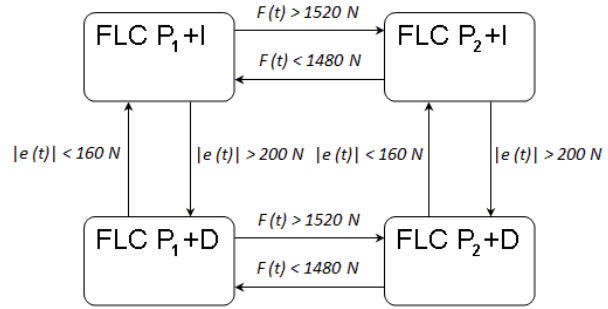 FLC P₁+I
F (t) > 1520 N
FLC P₂+I
F (t) < 1480 N
|e (t)| < 160 N
|e (t)| > 200 N
|e (t)| < 160 N
|e (t)| > 200 N
FLC P₁+D
F (t) > 1520 N
FLC P₂+D
F (t) < 1480 N